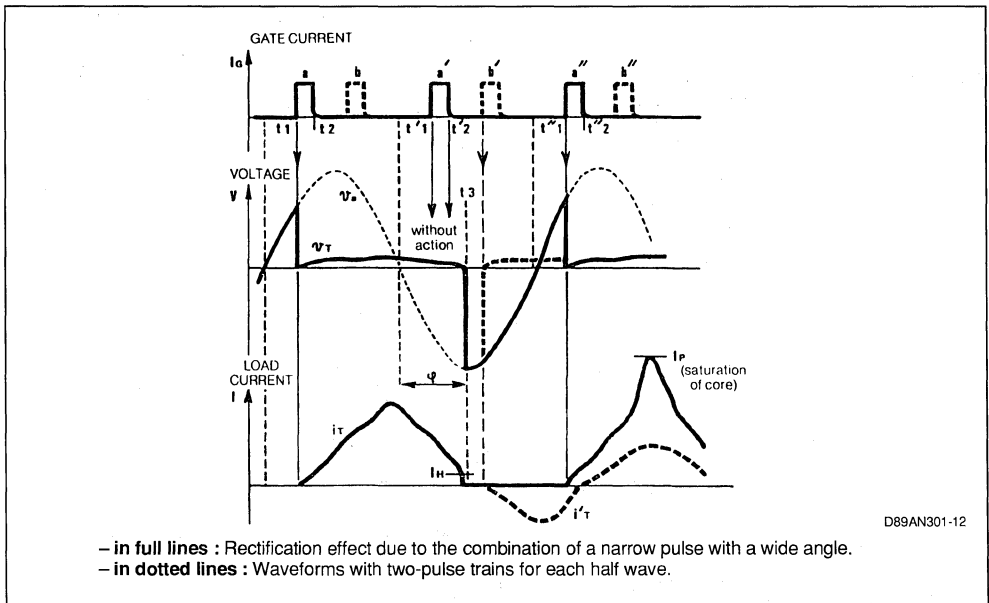 GATE CURRENT
IG
a b a′ b′ a″ b″
t1 t2 t′1 t′2 t″1 t″2
VOLTAGE
V
t3
𝑣a
without
action
𝑣T
LOAD
CURRENT
I
φ
IP
(saturation
of core)
iT
IH
i′T
D89AN301-12
– in full lines : Rectification effect due to the combination of a narrow pulse with a wide angle.
– in dotted lines : Waveforms with two-pulse trains for each half wave.